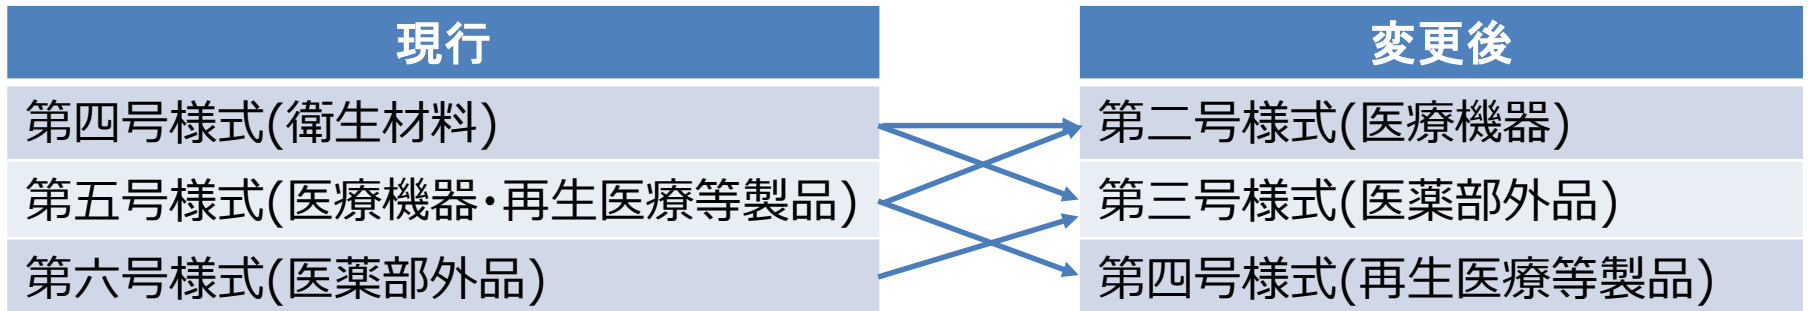 現行
変更後
第四号様式(衛生材料)
第二号様式(医療機器)
第五号様式(医療機器・再生医療等製品)
第三号様式(医薬部外品)
第六号様式(医薬部外品)
第四号様式(再生医療等製品)